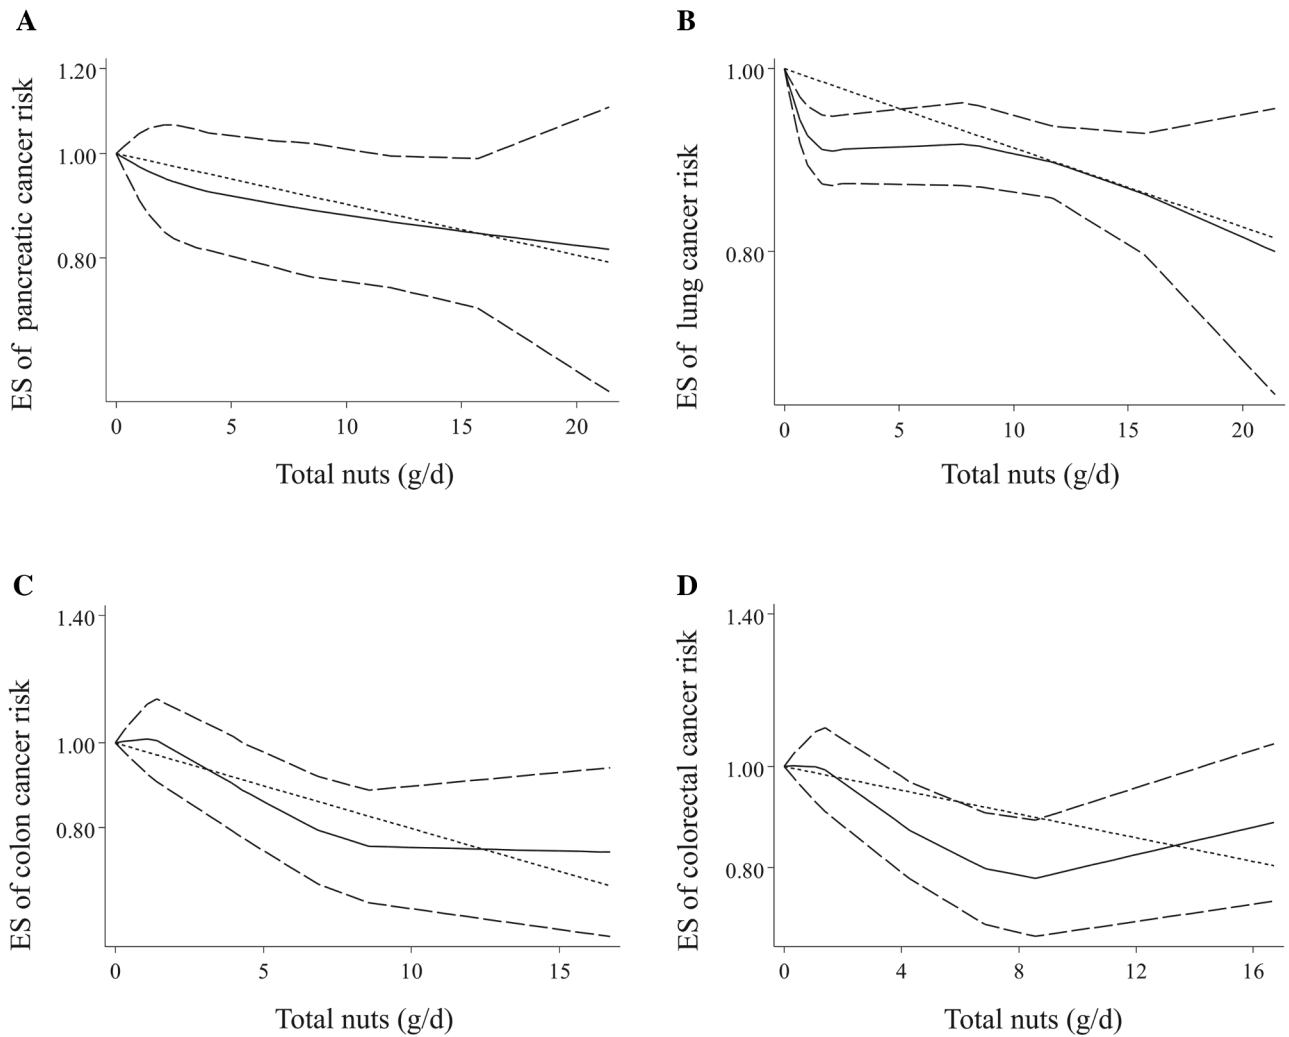 A
ES of pancreatic cancer risk
1.20
1.00
0.80
0 5 10 15 20
Total nuts (g/d)
B
ES of lung cancer risk
1.00
0.80
0 5 10 15 20
Total nuts (g/d)
C
ES of colon cancer risk
1.40
1.00
0.80
0 5 10 15
Total nuts (g/d)
D
ES of colorectal cancer risk
1.40
1.00
0.80
0 4 8 12 16
Total nuts (g/d)